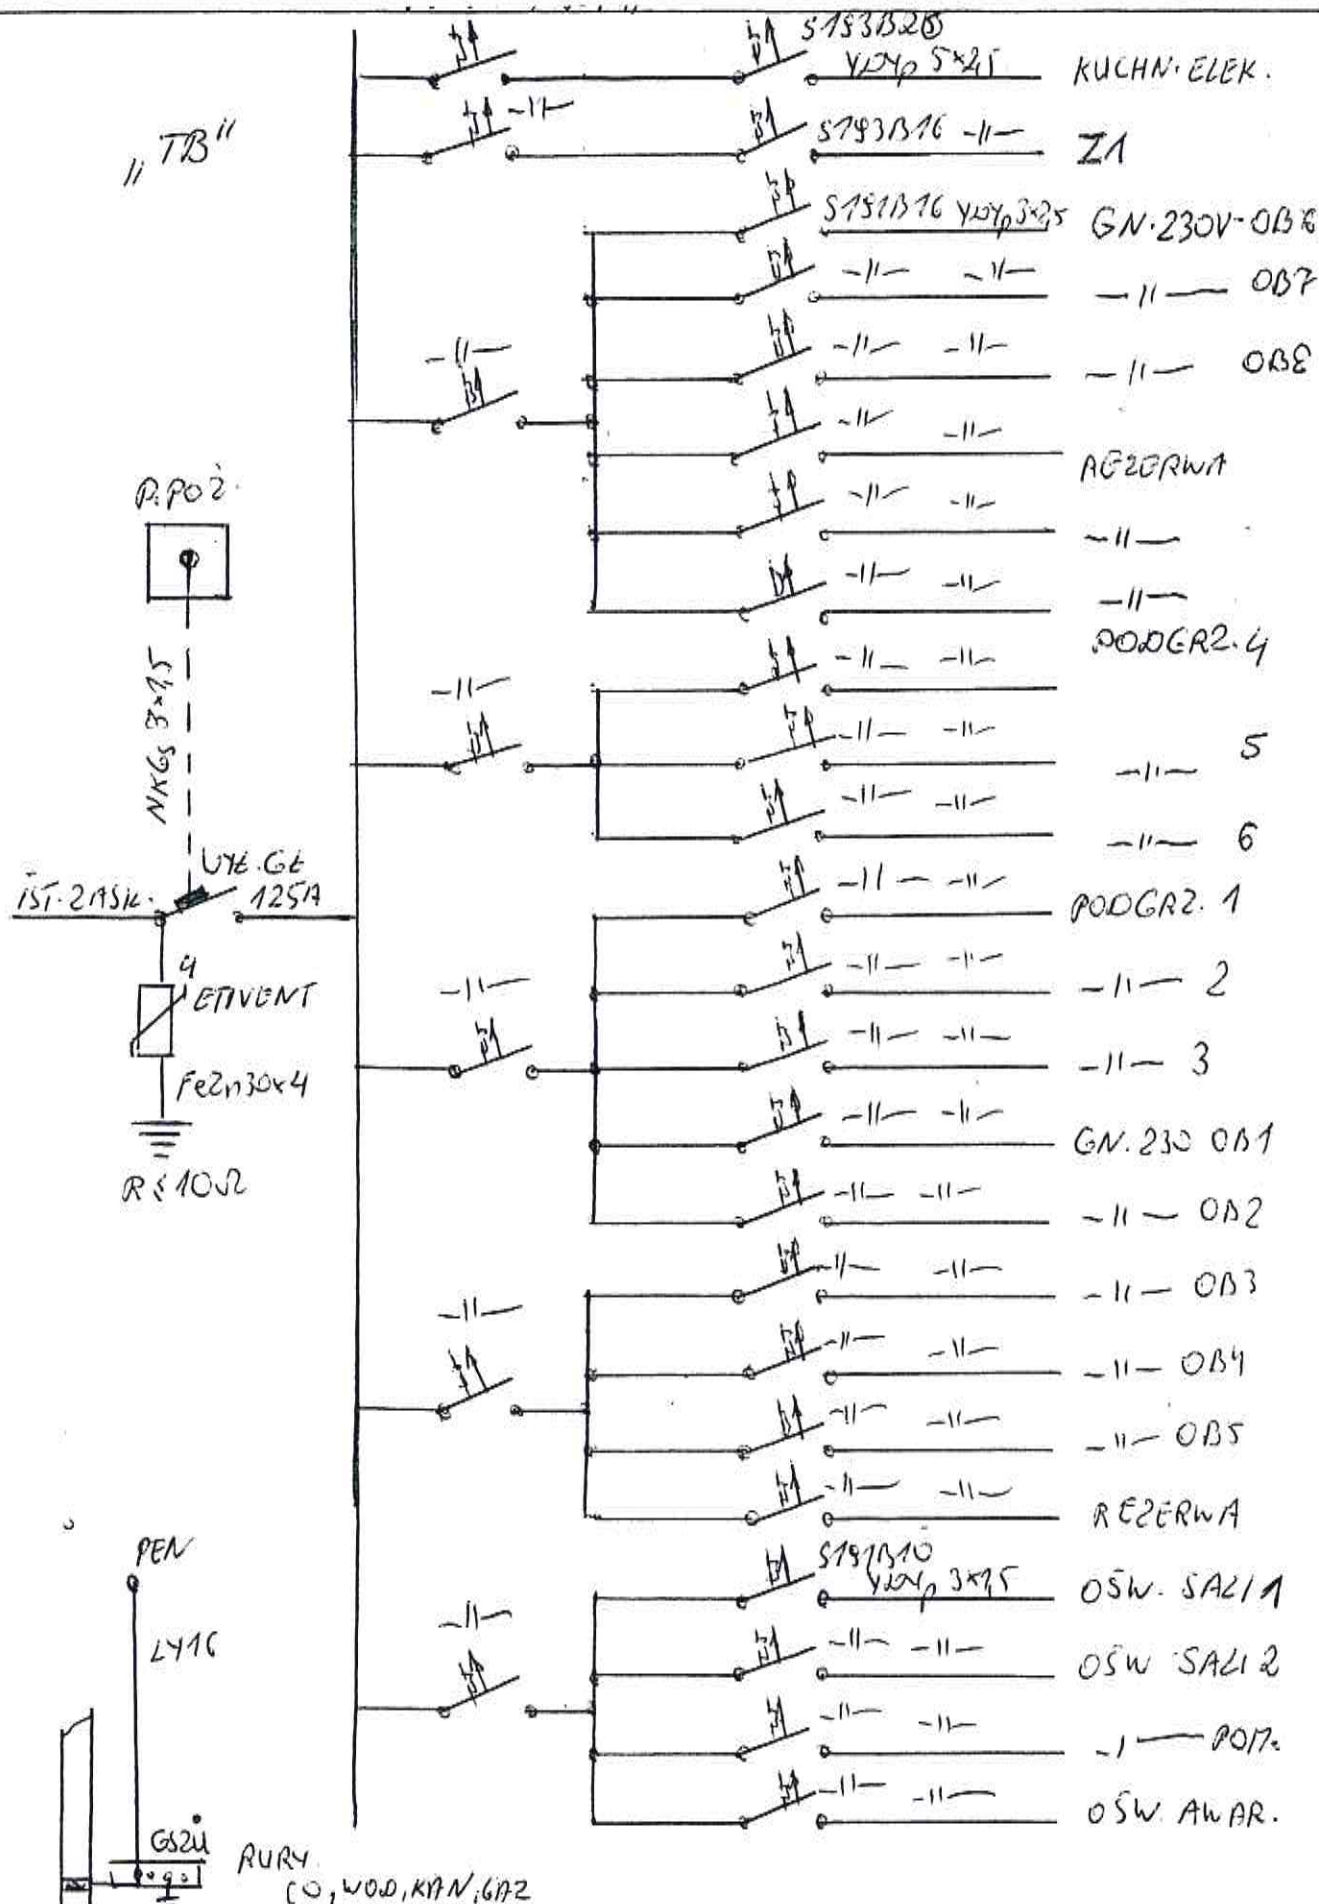 S193B20
YDYp 5x2,5
KUCHN. ELEK.
„TB"
-||-
S193B16 -||-
Z1
S191B16 YDYp 3x2,5
GN. 230V-OB6
-||- -||-
-||- OB7
-||-
-||- -||-
-||- OB8
-||- -||-
REZERWA
P.POŻ.
-||- -||-
-||-
-||- -||-
-||-
NKGs 3x1,5
-||-
-||- -||-
PODGRZ. 4
-||- -||-
-||- 5
-||- -||-
-||- 6
IST. ZASIL.
WYŁ. GŁ
125A
-||- -||-
PODGRZ. 1
4
ETIVENT
-||-
-||- -||-
-||- 2
FeZn30x4
-||- -||-
-||- 3
R≤10Ω
-||- -||-
GN. 230 OB1
-||- -||-
-||- OB2
-||-
-||- -||-
-||- OB3
-||- -||-
-||- OB4
-||- -||-
-||- OB5
-||- -||-
REZERWA
PEN
LY16
-||-
S191B10
YDYp 3x1,5
OŚW. SALI 1
-||- -||-
OŚW SALI 2
-||- -||-
-||- POM.
-||- -||-
OŚW. AWAR.
GSZU
RURY
CO, WOD, KAN, GAZ